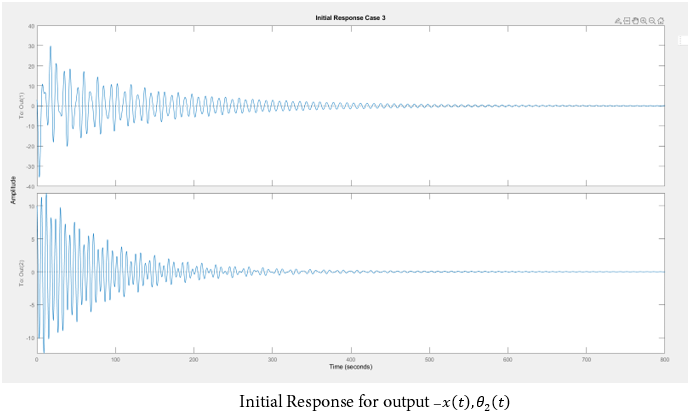 Initial Response Case 3
40
30
20
10
0
-10
-20
-30
-40
To: Out(1)
Amplitude
10
5
0
-5
-10
To: Out(2)
0 100 200 300 400 500 600 700 800
Time (seconds)
Initial Response for output –x(t),θ₂(t)